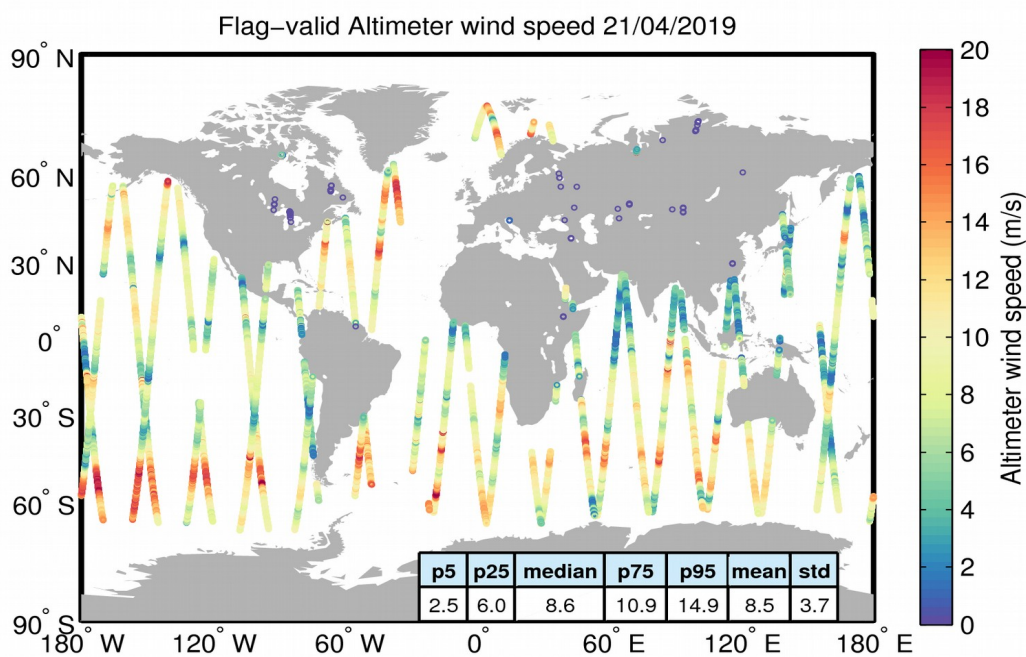 Flag−valid Altimeter wind speed 21/04/2019
90° N
60° N
30° N
0°
30° S
60° S
90° S
180° W
120° W
60° W
0°
60° E
120° E
180° E
p5 p25 median p75 p95 mean std
2.5 6.0 8.6 10.9 14.9 8.5 3.7
20
18
16
14
12
10
8
6
4
2
0
Altimeter wind speed (m/s)